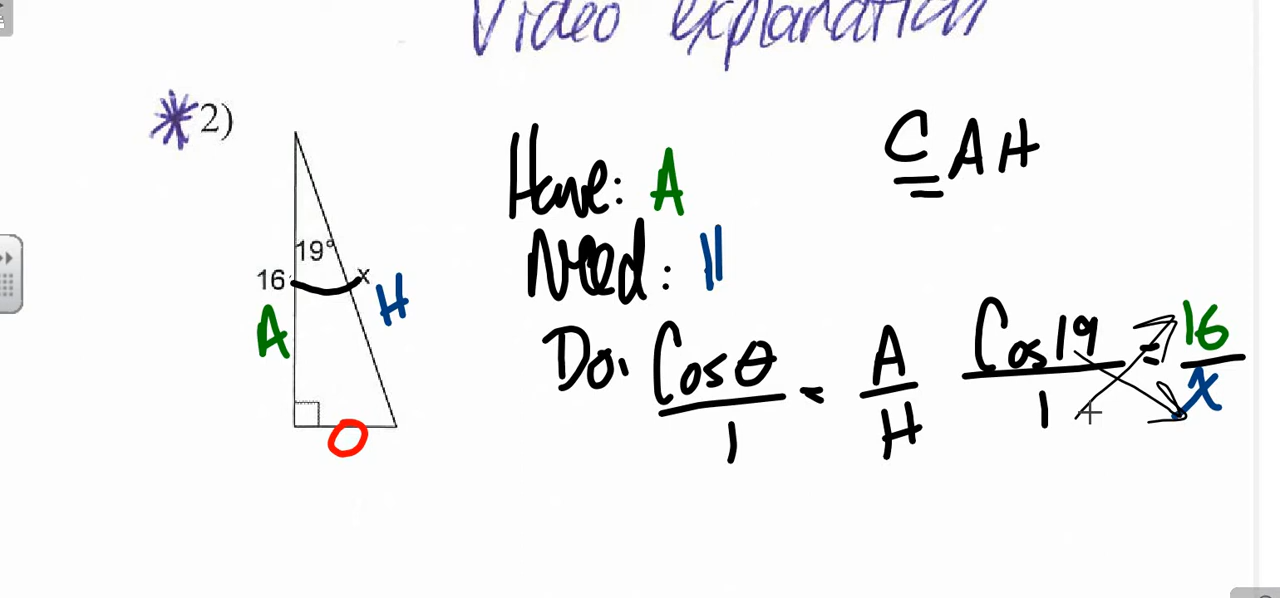 Video explanation
*2)
CAH
Have: A
Need: H
19°
16
x
A
H
O
Do: Cosθ/1 = A/H Cos19/1 = 16/x